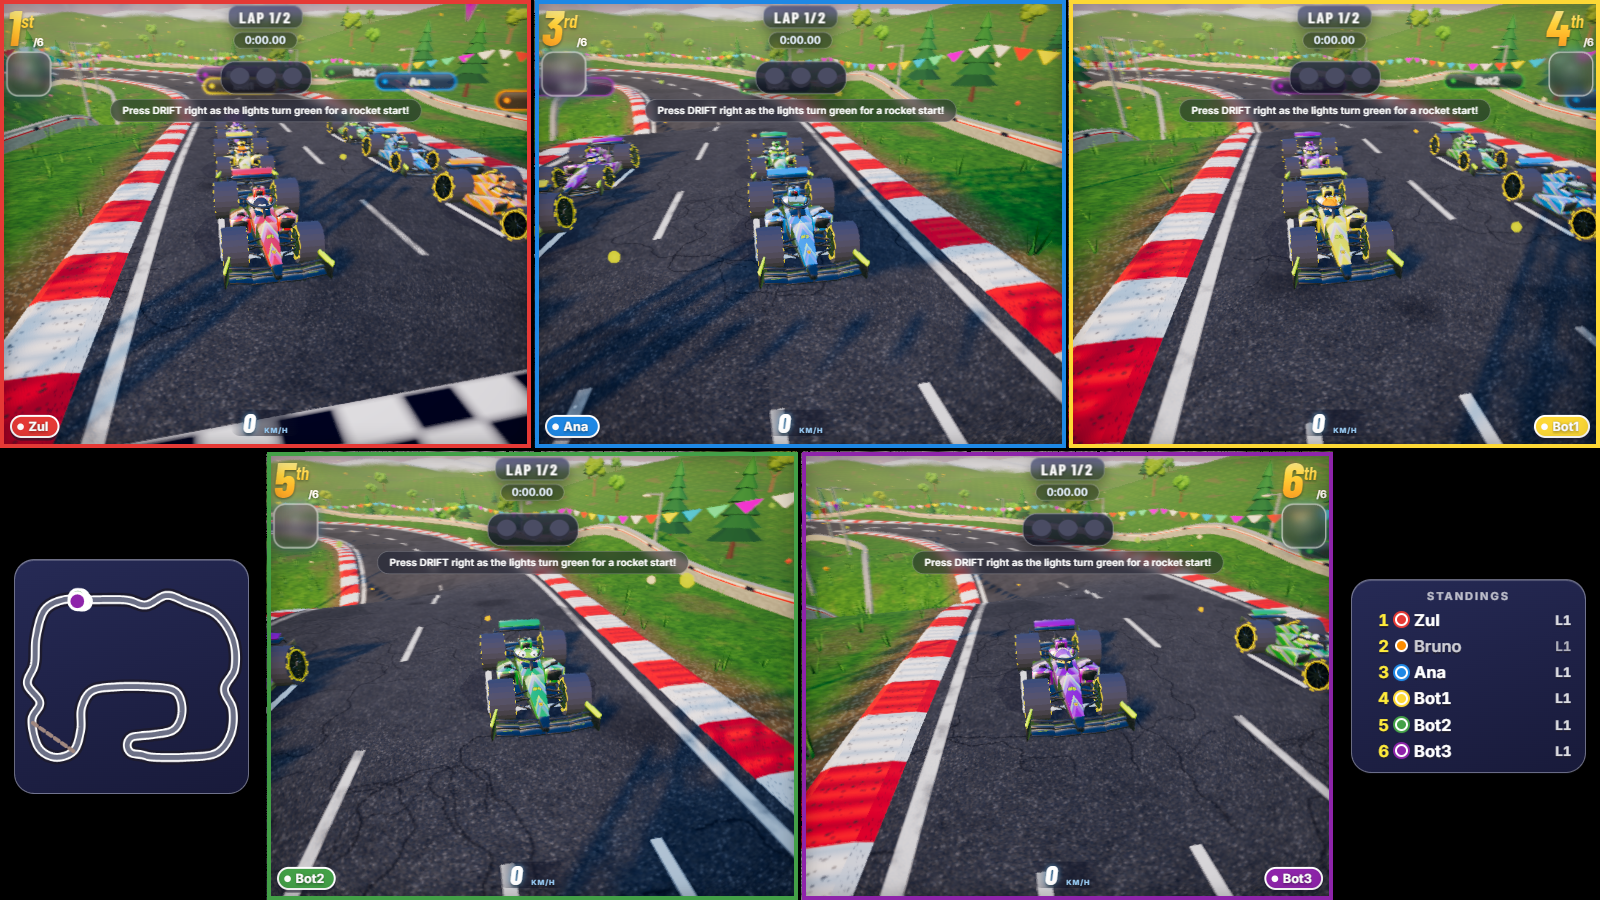 1st
/6
LAP 1/2
0:00.00
Bot2
Ana
Press DRIFT right as the lights turn green for a rocket start!
Zul
0 KM/H
3rd
/6
LAP 1/2
0:00.00
Press DRIFT right as the lights turn green for a rocket start!
Ana
0 KM/H
LAP 1/2
4th
/6
0:00.00
Bot2
Press DRIFT right as the lights turn green for a rocket start!
0 KM/H
Bot1
5th
/6
LAP 1/2
0:00.00
Press DRIFT right as the lights turn green for a rocket start!
Bot2
0 KM/H
LAP 1/2
6th
/6
0:00.00
Press DRIFT right as the lights turn green for a rocket start!
0 KM/H
Bot3
STANDINGS
1 Zul L1
2 Bruno L1
3 Ana L1
4 Bot1 L1
5 Bot2 L1
6 Bot3 L1